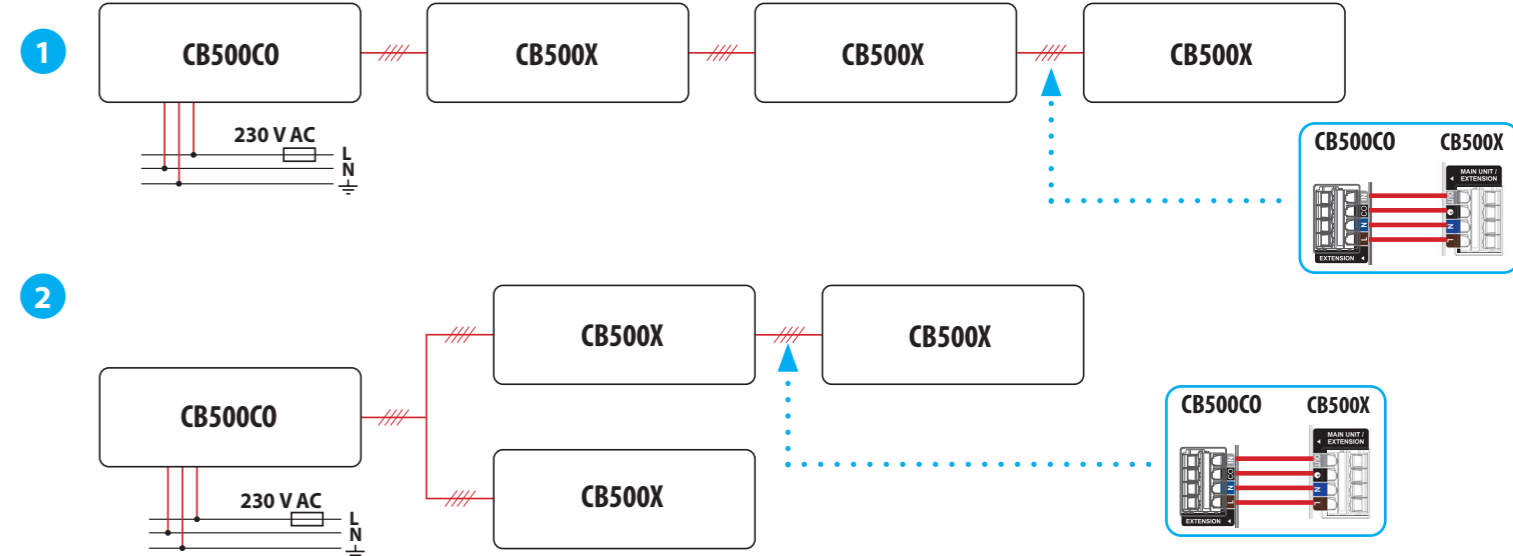 1
CB500CO
CB500X
CB500X
CB500X
230 V AC
L
N
CB500CO
CB500X
MAIN UNIT /
EXTENSION
CO
N
N
L
EXTENSION
2
CB500X
CB500X
CB500CO
CB500X
230 V AC
L
N
CB500CO
CB500X
MAIN UNIT /
EXTENSION
CO
N
N
L
EXTENSION